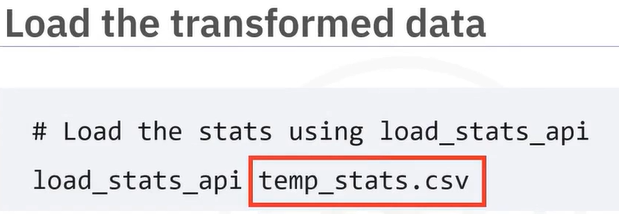 Load the transformed data
# Load the stats using load_stats_api
load_stats_api temp_stats.csv